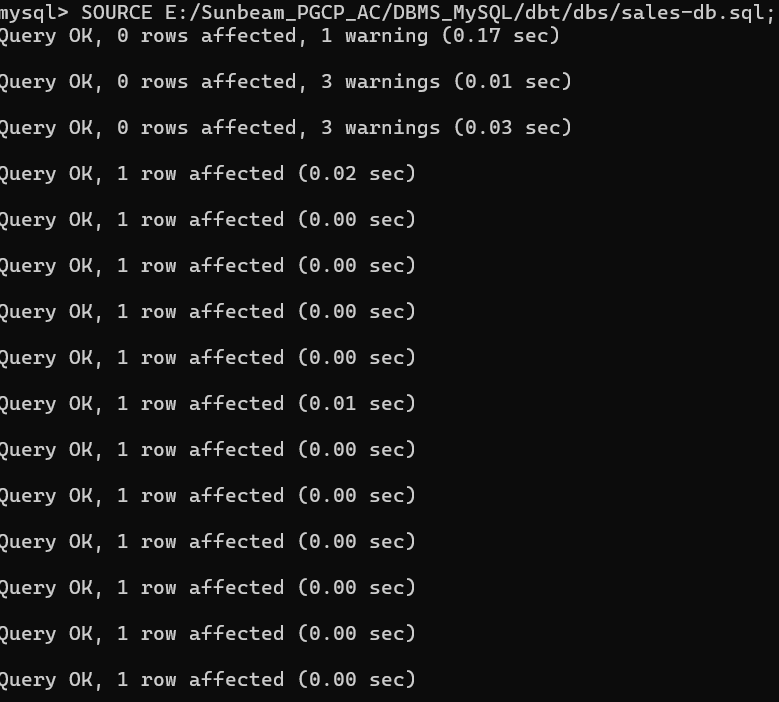 mysql> SOURCE E:/Sunbeam_PGCP_AC/DBMS_MySQL/dbt/dbs/sales-db.sql;
Query OK, 0 rows affected, 1 warning (0.17 sec)
Query OK, 0 rows affected, 3 warnings (0.01 sec)
Query OK, 0 rows affected, 3 warnings (0.03 sec)
Query OK, 1 row affected (0.02 sec)
Query OK, 1 row affected (0.00 sec)
Query OK, 1 row affected (0.00 sec)
Query OK, 1 row affected (0.00 sec)
Query OK, 1 row affected (0.00 sec)
Query OK, 1 row affected (0.01 sec)
Query OK, 1 row affected (0.00 sec)
Query OK, 1 row affected (0.00 sec)
Query OK, 1 row affected (0.00 sec)
Query OK, 1 row affected (0.00 sec)
Query OK, 1 row affected (0.00 sec)
Query OK, 1 row affected (0.00 sec)